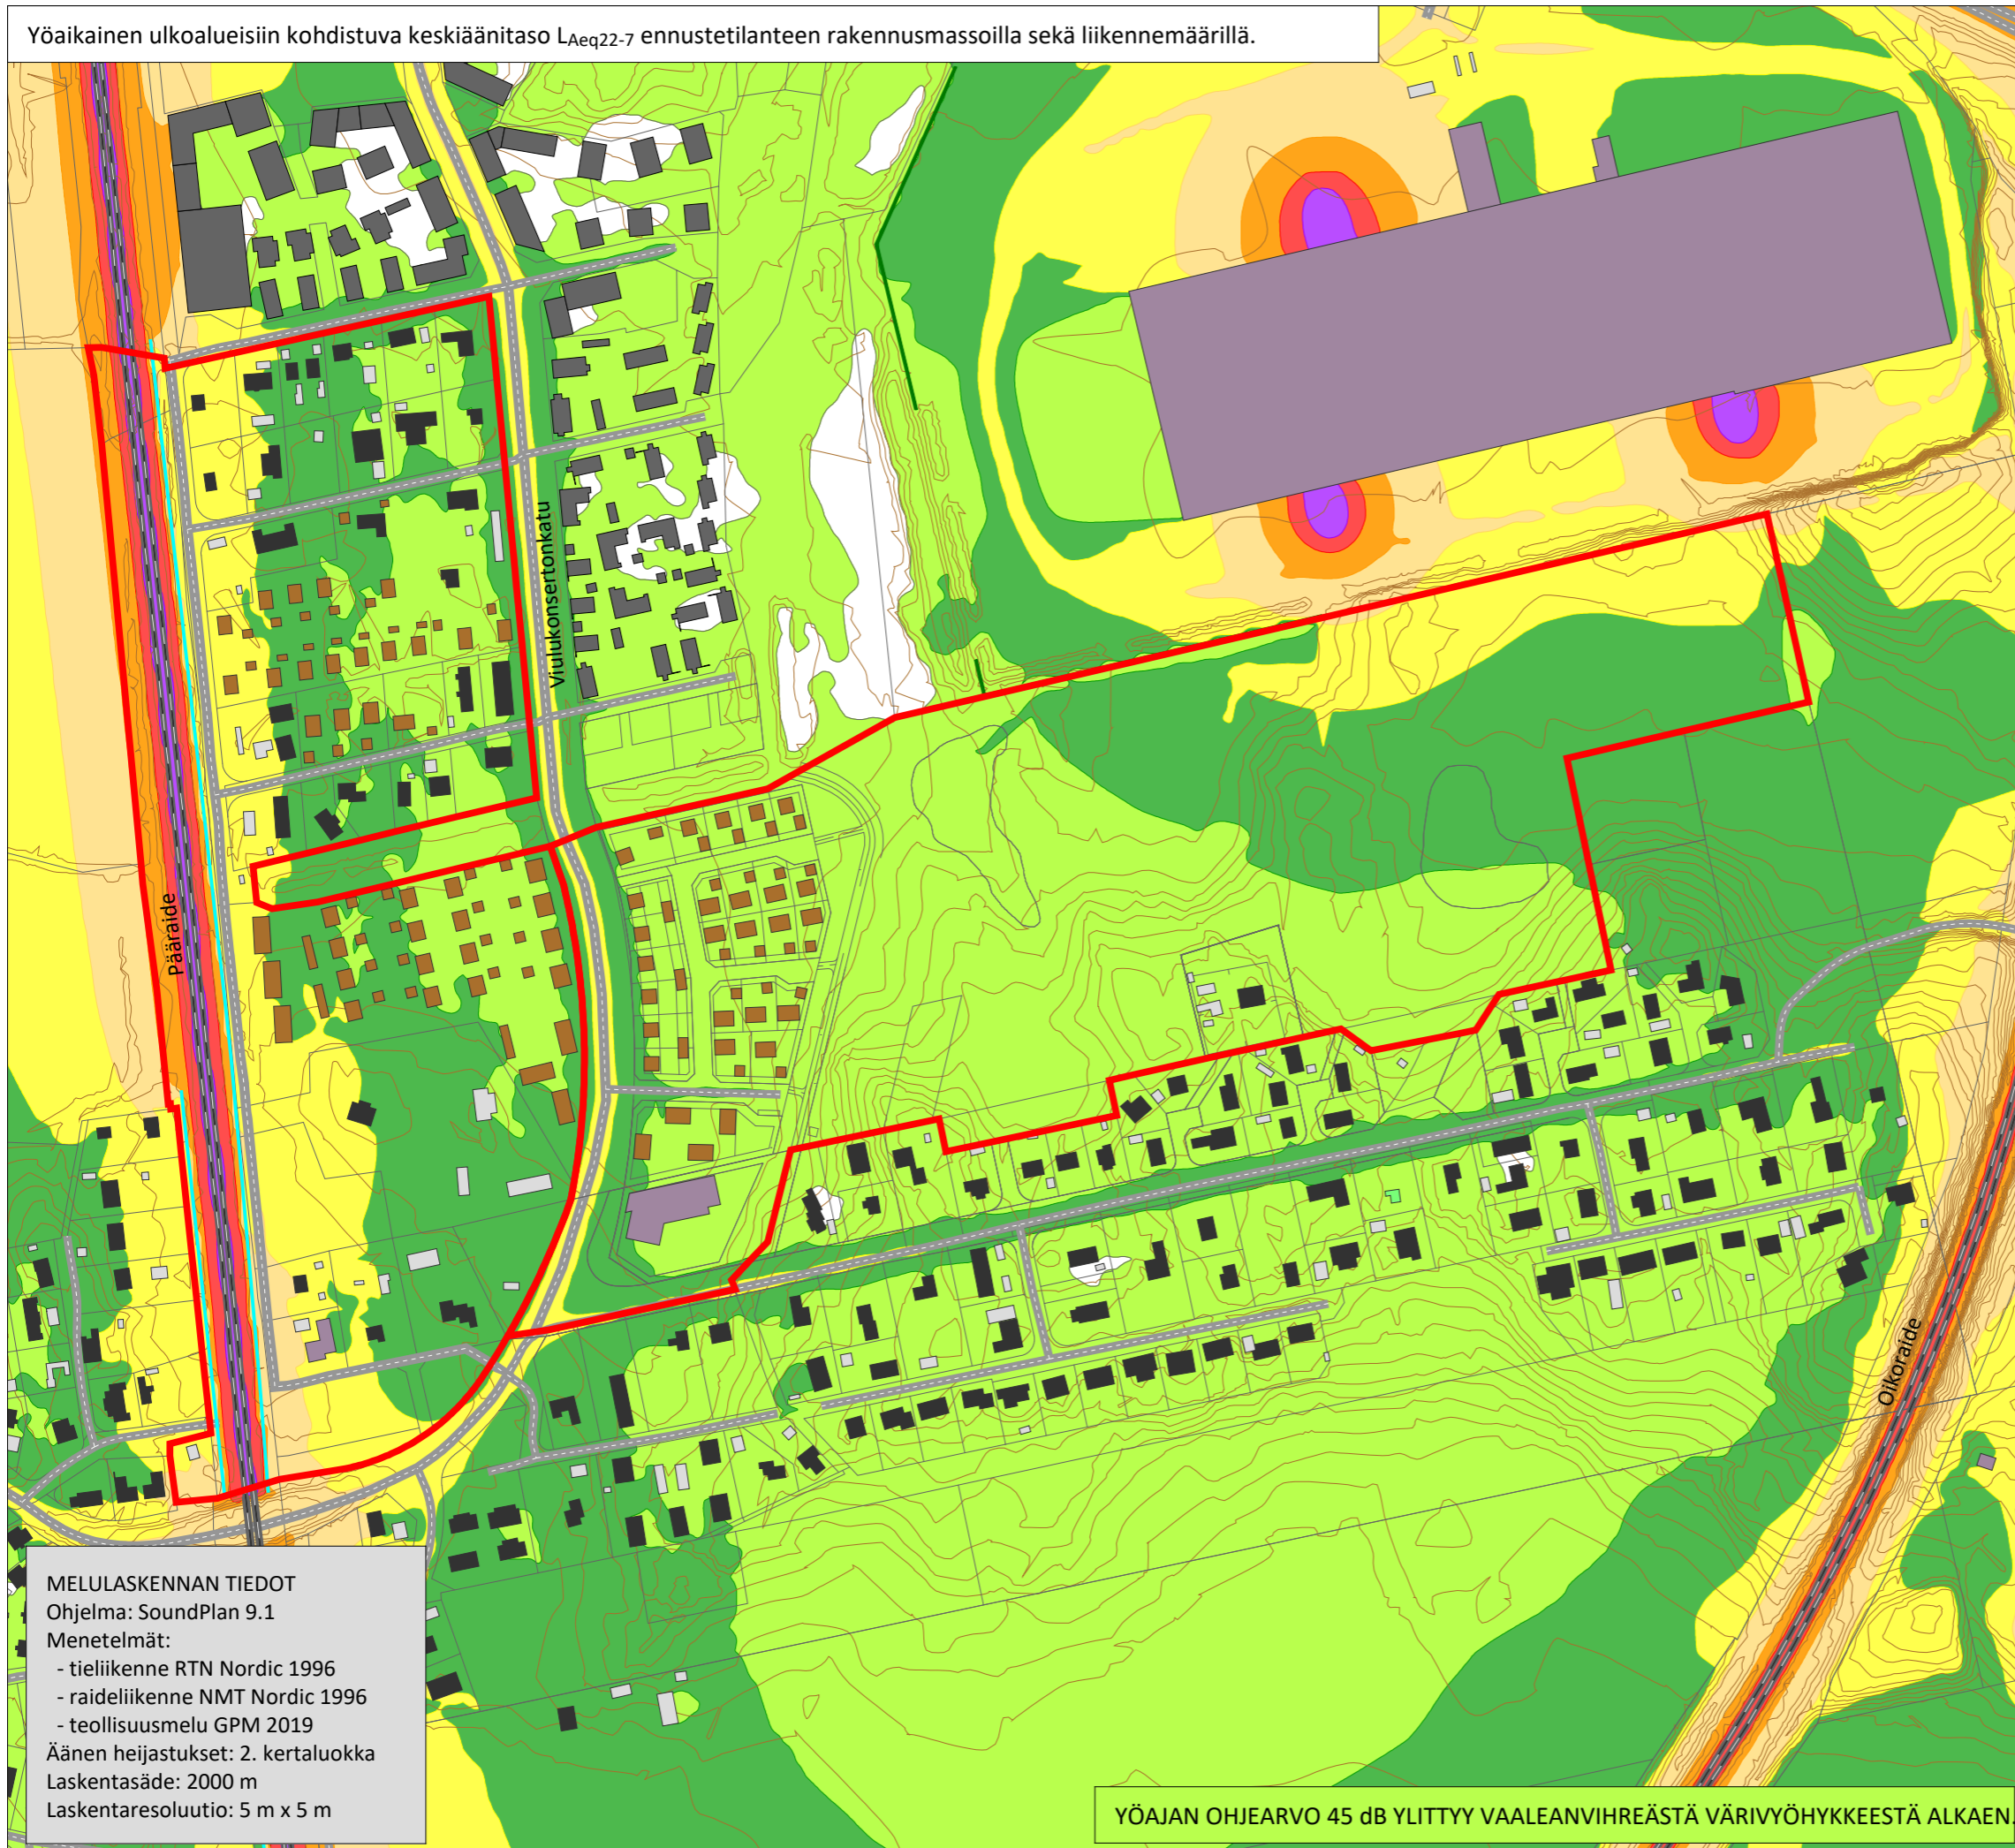 Yöaikainen ulkoalueisiin kohdistuva keskiäänitaso LAeq22-7 ennustetilanteen rakennusmassoilla sekä liikennemäärillä.
Viulukonsertonkatu
Pääraide
Oikoraide
MELULASKENNAN TIEDOT
Ohjelma: SoundPlan 9.1
Menetelmät:
- tieliikenne RTN Nordic 1996
- raideliikenne NMT Nordic 1996
- teollisuusmelu GPM 2019
Äänen heijastukset: 2. kertaluokka
Laskentasäde: 2000 m
Laskentaresoluutio: 5 m x 5 m
YÖAJAN OHJEARVO 45 dB YLITTYY VAALEANVIHREÄSTÄ VÄRIVYÖHYKKEESTÄ ALKAEN.